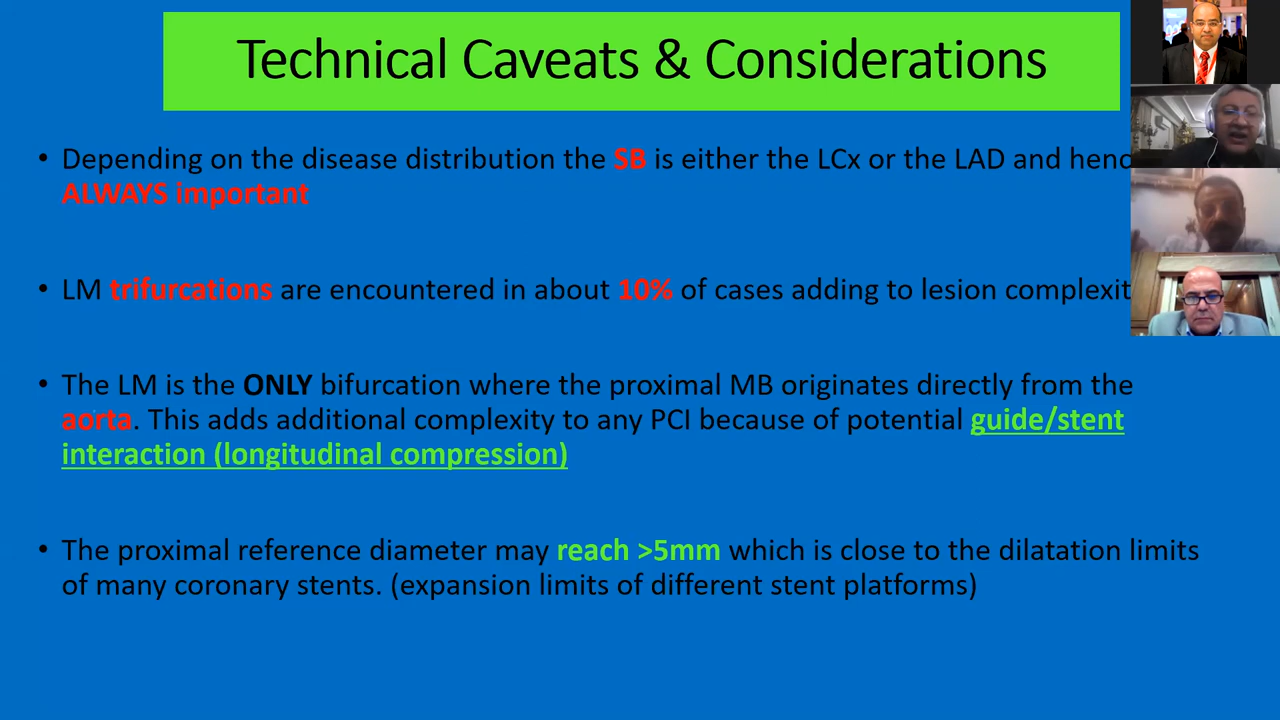 Technical Caveats & Considerations
• Depending on the disease distribution the SB is either the LCx or the LAD and
ALWAYS important
• LM trifurcations are encountered in about 10% of cases adding to lesion
• The LM is the ONLY bifurcation where the proximal MB originates directly from the
aorta. This adds additional complexity to any PCI because of potential guide/stent
interaction (longitudinal compression)
• The proximal reference diameter may reach >5mm which is close to the dilatation limits
of many coronary stents. (expansion limits of different stent platforms)